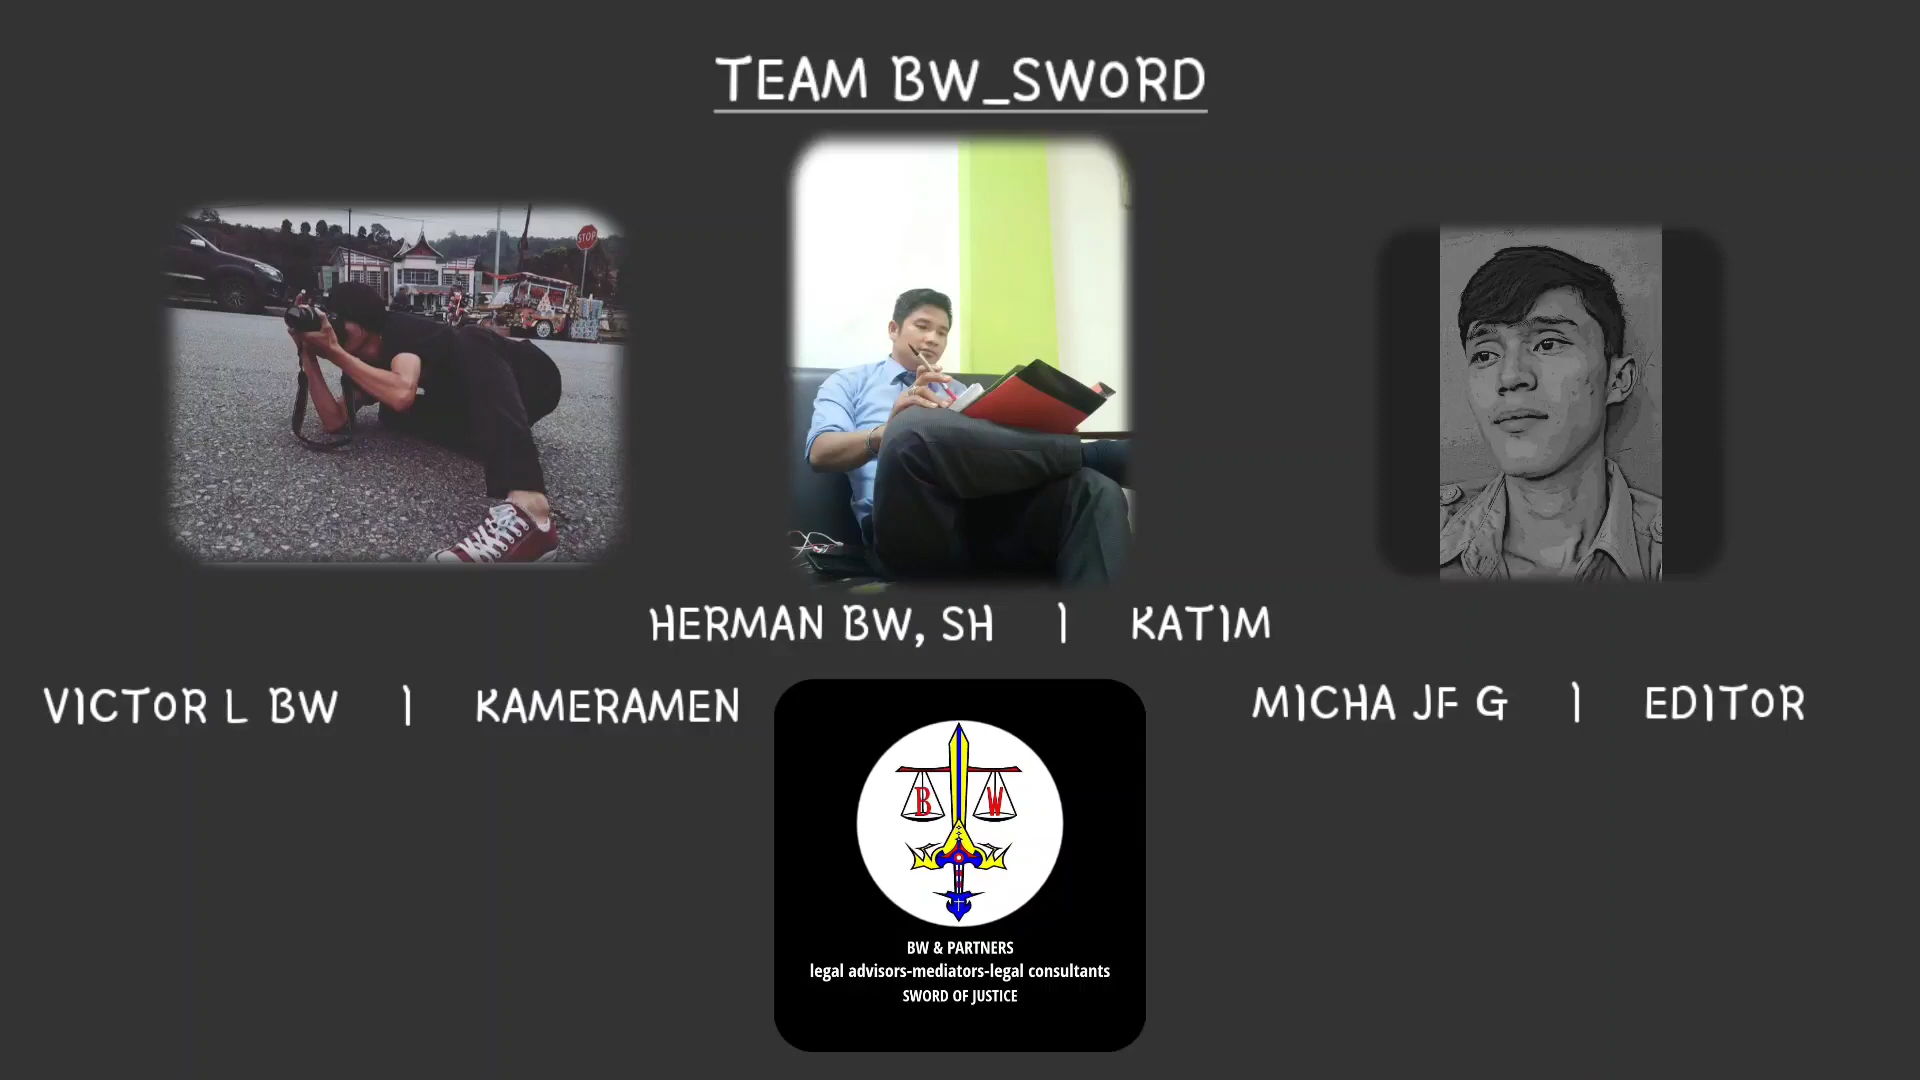 TEAM BW_SWORD
STOP
HERMAN BW, SH | KATIM
VICTOR L BW | KAMERAMEN
MICHA JF G | EDITOR
B W
BW & PARTNERS
legal advisors-mediators-legal consultants
SWORD OF JUSTICE